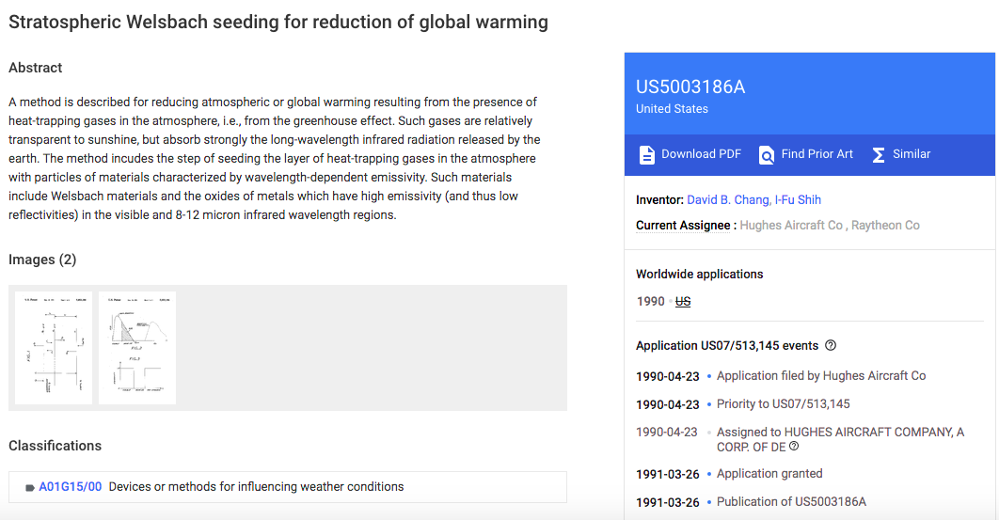 Stratospheric Welsbach seeding for reduction of global warming
Abstract
A method is described for reducing atmospheric or global warming resulting from the presence of
heat-trapping gases in the atmosphere, i.e., from the greenhouse effect. Such gases are relatively
transparent to sunshine, but absorb strongly the long-wavelength infrared radiation released by the
earth. The method incudes the step of seeding the layer of heat-trapping gases in the atmosphere
with particles of materials characterized by wavelength-dependent emissivity. Such materials
include Welsbach materials and the oxides of metals which have high emissivity (and thus low
reflectivities) in the visible and 8-12 micron infrared wavelength regions.
Images (2)
Classifications
A01G15/00 Devices or methods for influencing weather conditions
US5003186A
United States
Download PDF Find Prior Art Similar
Inventor: David B. Chang, I-Fu Shih
Current Assignee : Hughes Aircraft Co , Raytheon Co
Worldwide applications
1990 • US
Application US07/513,145 events
1990-04-23 • Application filed by Hughes Aircraft Co
1990-04-23 • Priority to US07/513,145
1990-04-23 • Assigned to HUGHES AIRCRAFT COMPANY, A
CORP. OF DE
1991-03-26 • Application granted
1991-03-26 • Publication of US5003186A